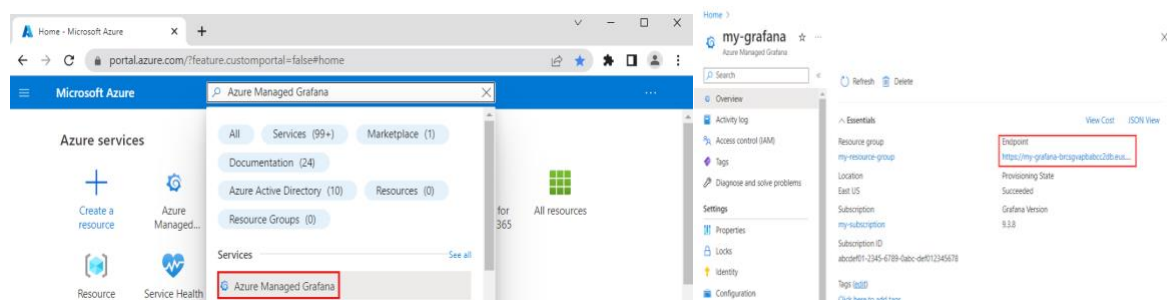 Home - Microsoft Azure
portal.azure.com/?feature.customportal=false#home
Microsoft Azure
Azure Managed Grafana
All
Services (99+)
Marketplace (1)
Documentation (24)
Azure Active Directory (10)
Resources (0)
Resource Groups (0)
Services
See all
Azure Managed Grafana
Azure services
Create a
resource
Azure
Managed...
for
365
All resources
Resource
Service Health
Home >
my-grafana
Azure Managed Grafana
Search
Overview
Activity log
Access control (IAM)
Tags
Diagnose and solve problems
Settings
Properties
Locks
Identity
Configuration
Refresh
Delete
Essentials
View Cost
JSON View
Resource group
my-resource-group
Location
East US
Subscription
my-subscription
Subscription ID
abcdef01-2345-6789-0abc-def012345678
Tags (edit)
Click here to add tags
Endpoint
https://my-grafana-brcsgvapbabcc2db.eus...
Provisioning State
Succeeded
Grafana Version
9.3.8